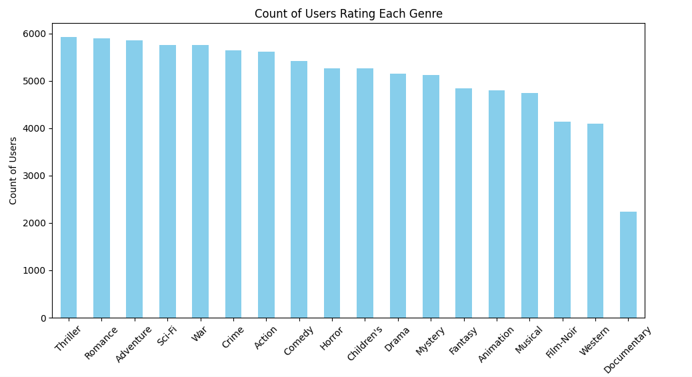 Count of Users Rating Each Genre
Count of Users
6000
5000
4000
3000
2000
1000
0
Thriller
Romance
Adventure
Sci-Fi
War
Crime
Action
Comedy
Horror
Children's
Drama
Mystery
Fantasy
Animation
Musical
Film-Noir
Western
Documentary